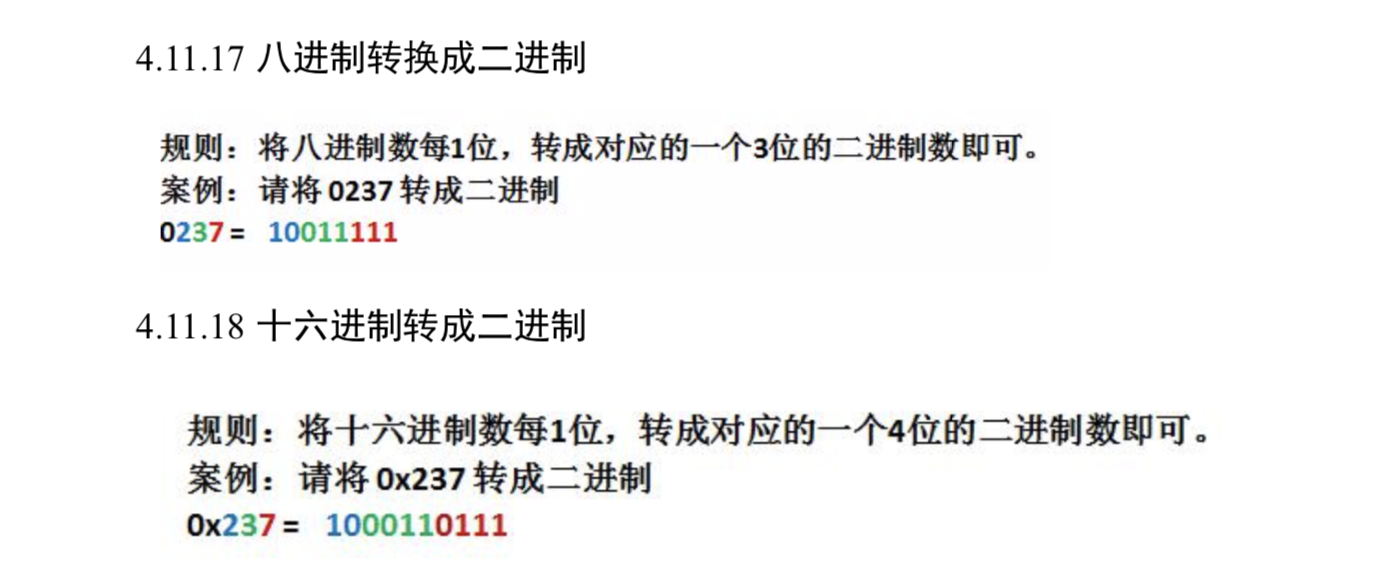 4.11.17 八进制转换成二进制
规则：将八进制数每1位，转成对应的一个3位的二进制数即可。
案例：请将 0237 转成二进制
0237 = 10011111
4.11.18 十六进制转成二进制
规则：将十六进制数每1位，转成对应的一个4位的二进制数即可。
案例：请将 0x237 转成二进制
0x237 = 1000110111